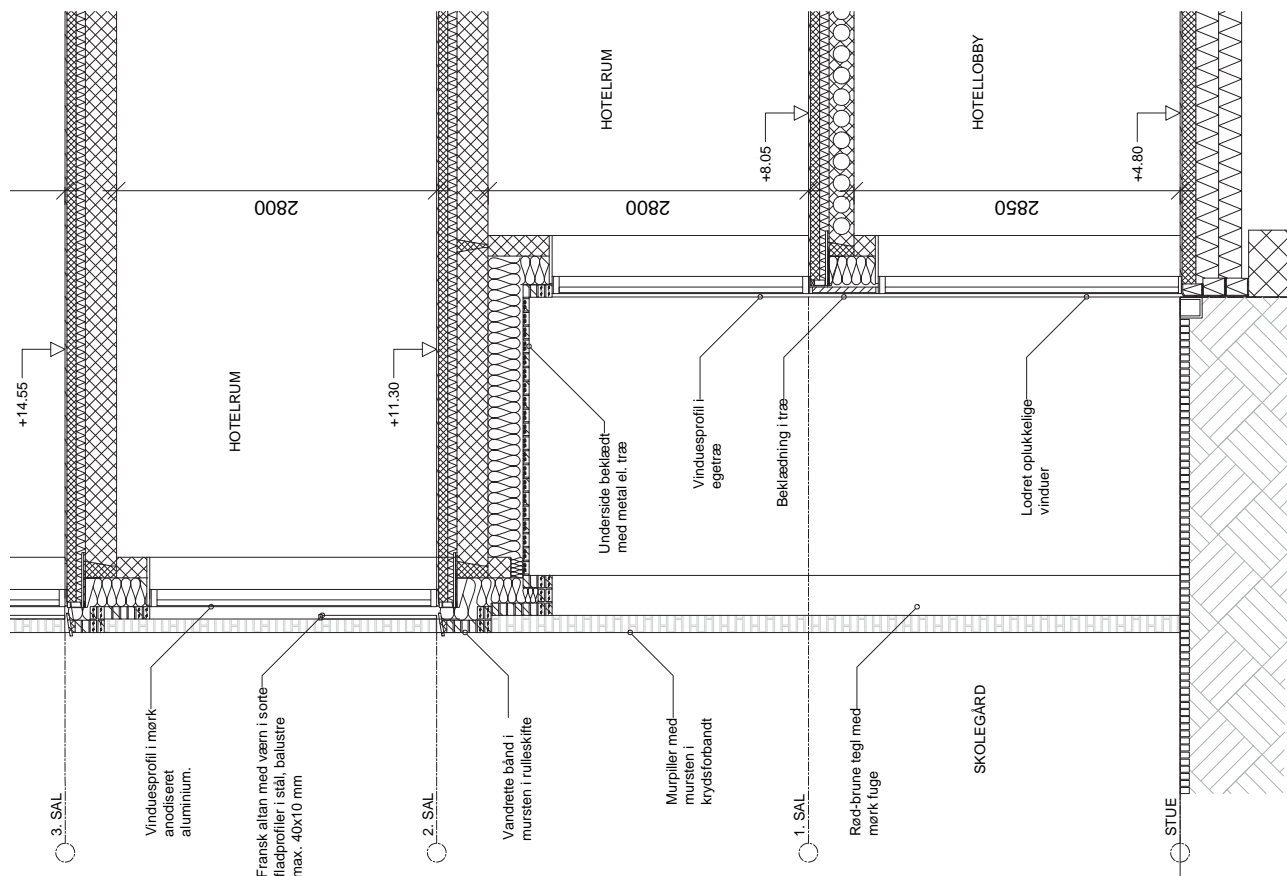 3. SAL
Vinduesprofil i mørk
anodiseret
aluminium.
Fransk altan med værn i sorte
fladprofiler i stål, balustre
max. 40x10 mm
2. SAL
Vandrette bånd i
mursten i rulleskifte
Murpiller med
mursten i
krydsforbandt
1. SAL
Rød-brune tegl med
mørk fuge
SKOLEGÅRD
STUE
+14.55
HOTELRUM
+11.30
Underside beklædt
med metal el. træ
Vinduesprofil i
egetræ
Beklædning i træ
Lodret oplukkelige
vinduer
2800
2800
2850
HOTELRUM
+8.05
HOTELLOBBY
+4.80